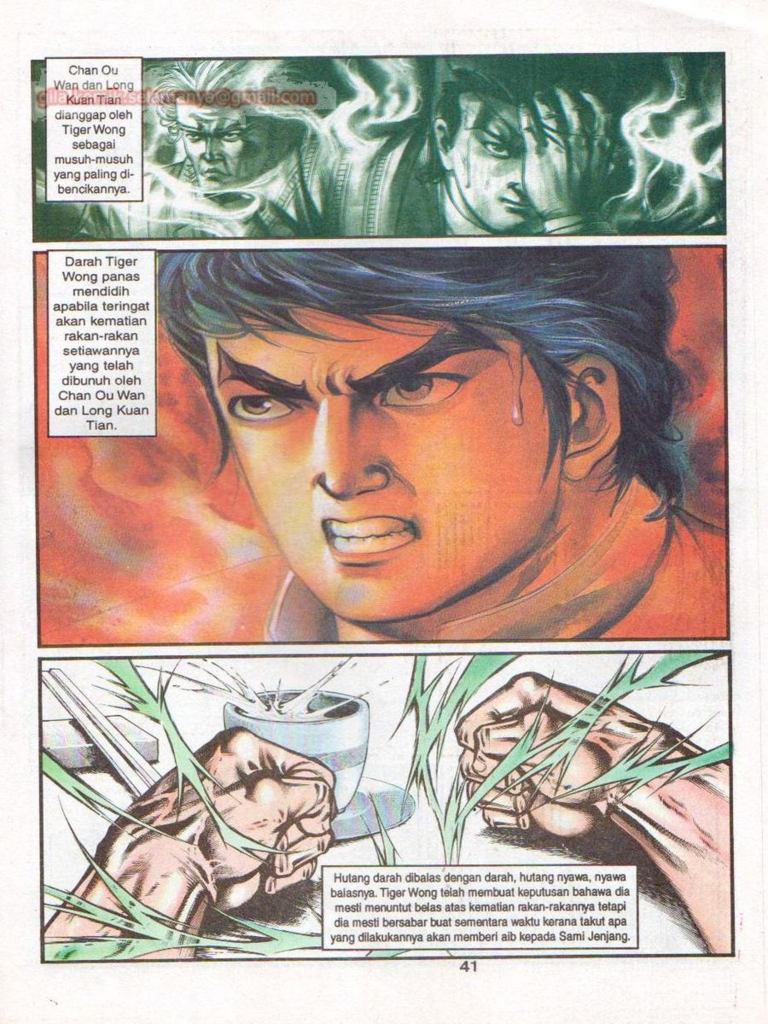 Chan Ou
Wan dan Long
Kuan Tian
dianggap oleh
Tiger Wong
sebagai
musuh-musuh
yang paling di-
bencikannya.
Darah Tiger
Wong panas
mendidih
apabila teringat
akan kematian
rakan-rakan
setiawannya
yang telah
dibunuh oleh
Chan Ou Wan
dan Long Kuan
Tian.
Hutang darah dibalas dengan darah, hutang nyawa, nyawa
balasnya. Tiger Wong telah membuat keputusan bahawa dia
mesti menuntut belas atas kematian rakan-rakannya tetapi
dia mesti bersabar buat sementara waktu kerana takut apa
yang dilakukannya akan memberi aib kepada Sami Jenjang.
41